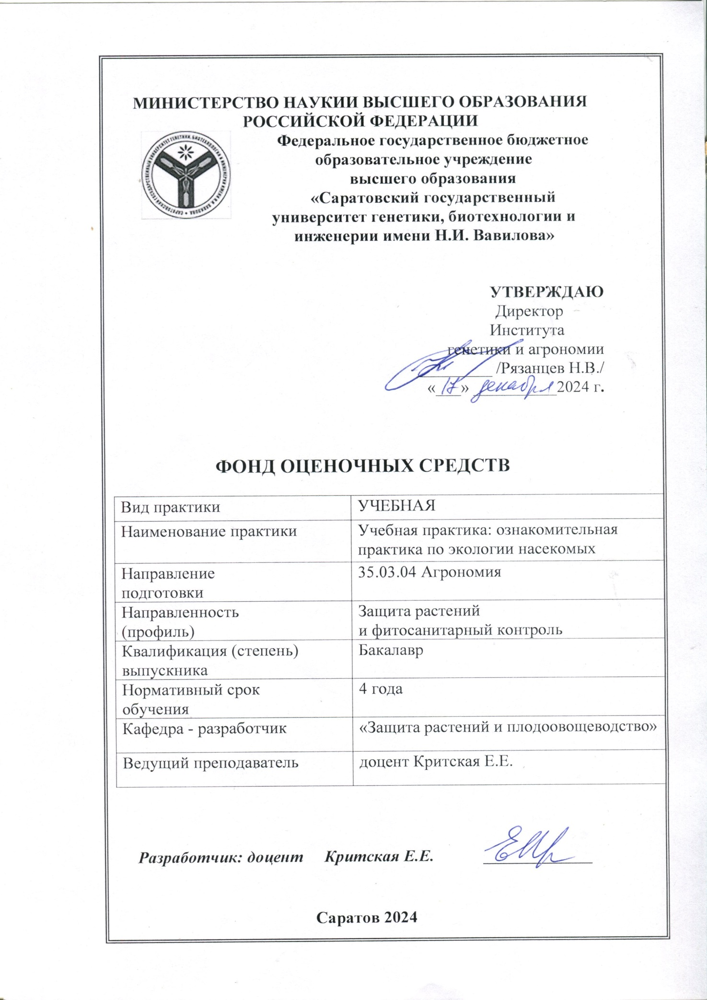 МИНИСТЕРСТВО НАУКИИ ВЫСШЕГО ОБРАЗОВАНИЯ
РОССИЙСКОЙ ФЕДЕРАЦИИ
Федеральное государственное бюджетное
образовательное учреждение
высшего образования
«Саратовский государственный
университет генетики, биотехнологии и
инженерии имени Н.И. Вавилова»
УТВЕРЖДАЮ
Директор
Института
генетики и агрономии
/Рязанцев Н.В./
«17» декабря 2024 г.
ФОНД ОЦЕНОЧНЫХ СРЕДСТВ
Вид практики УЧЕБНАЯ
Наименование практики Учебная практика: ознакомительная
практика по экологии насекомых
Направление 35.03.04 Агрономия
подготовки
Направленность Защита растений
(профиль) и фитосанитарный контроль
Квалификация (степень) Бакалавр
выпускника
Нормативный срок 4 года
обучения
Кафедра - разработчик «Защита растений и плодоовощеводство»
Ведущий преподаватель доцент Критская Е.Е.
Разработчик: доцент Критская Е.Е.
Саратов 2024